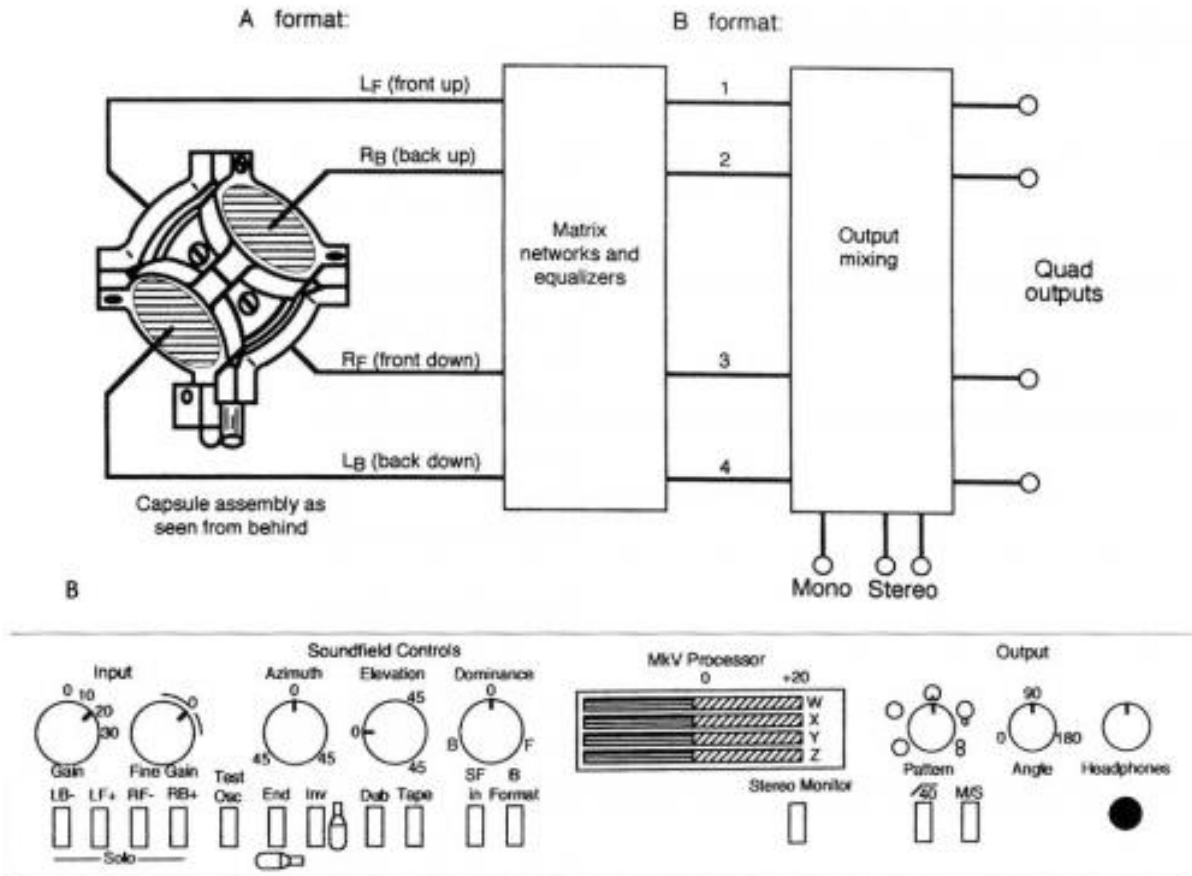 A format:
B format:
LF (front up)
1
RB (back up)
2
Matrix
networks and
equalizers
Output
mixing
Quad
outputs
RF (front down)
3
LB (back down)
4
Capsule assembly as
seen from behind
Mono Stereo
B
Soundfield Controls
Input
Azimuth Elevation Dominance
MkV Processor
Output
0 10 20 30
0
0 45 45
45 0 45
0 B F
0 +20
W
X
Y
Z
90 0 180
Gain Fine Gain
Pattern Angle Headphones
LB- LF+ RF- RB+
Test
Osc
End Inv
Dub Tape
SF
in
B
Format
Stereo Monitor
M/S
Solo